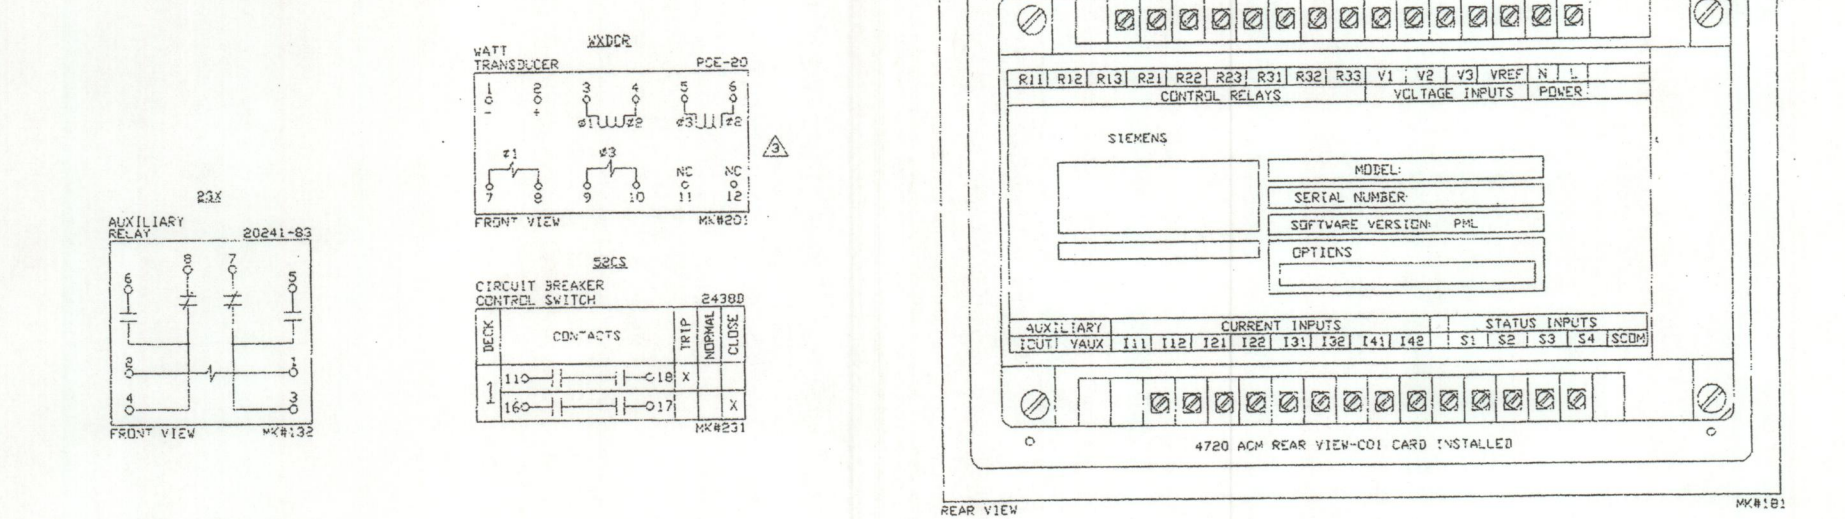 WXDCR
WATT
TRANSDUCER PCE-20
1 2 3 4 5 6
- +
ø1 ø2 ø3 ø2
ø1 ø3 NC NC
7 8 9 10 11 12
FRONT VIEW MK#201
3
AUXILIARY
RELAY 20241-83
8 7
6 5
2 1
4 3
FRONT VIEW MK#132
52CS
CIRCUIT BREAKER
CONTROL SWITCH 2438D
DECK CONTACTS TRIP NORMAL CLOSE
1
11 18 X
16 17 X
MK#231
R11 R12 R13 R21 R22 R23 R31 R32 R33 V1 V2 V3 VREF N L
CONTROL RELAYS VOLTAGE INPUTS POWER
SIEMENS
MODEL:
SERIAL NUMBER
SOFTWARE VERSION: PML
OPTIONS
AUXILIARY CURRENT INPUTS STATUS INPUTS
IOUT VAUX I11 I12 I21 I22 I31 I32 I41 I42 S1 S2 S3 S4 SCOM
4720 ACM REAR VIEW-CO1 CARD INSTALLED
REAR VIEW MK#181